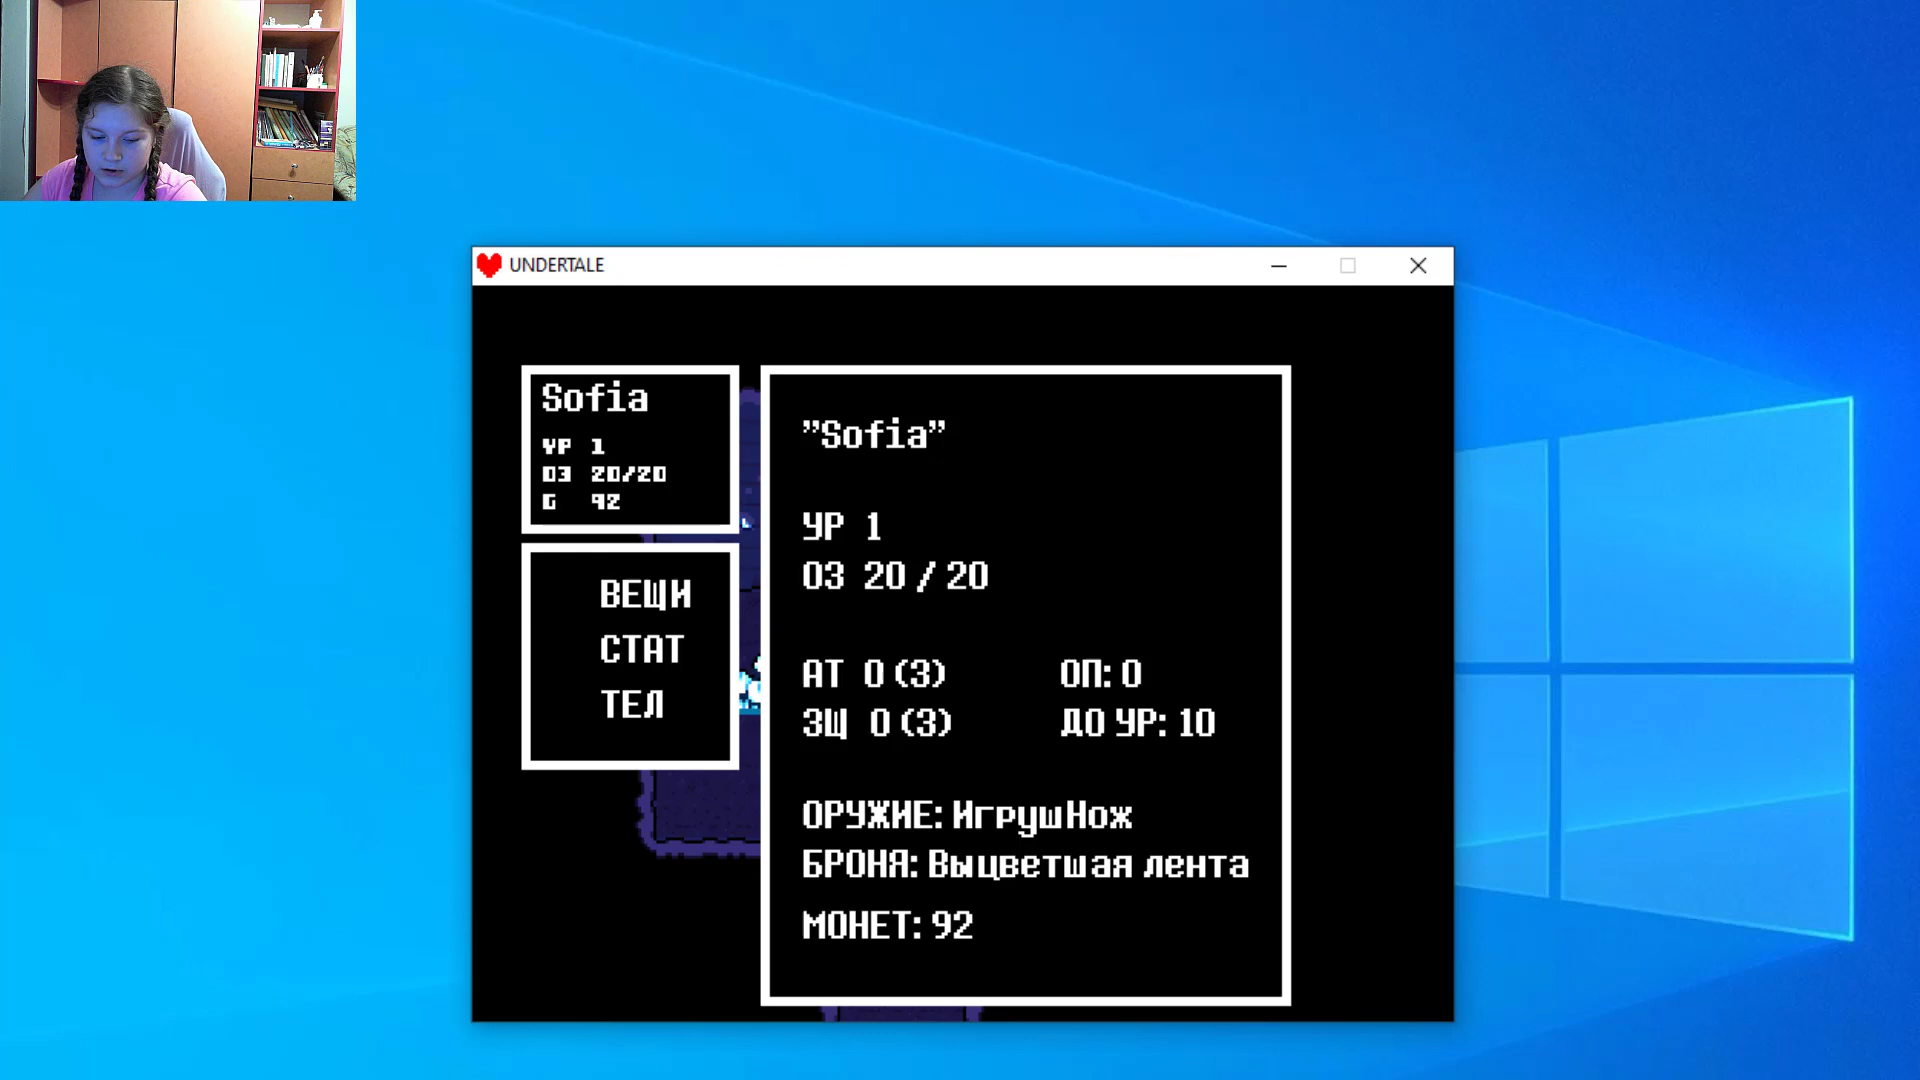 UNDERTALE
Sofia
УР 1
ОЗ 20/20
G 92
ВЕЩИ
СТАТ
ТЕЛ
"Sofia"
УР 1
ОЗ 20 / 20
АТ 0 (3) ОП: 0
ЗЩ 0 (3) ДО УР: 10
ОРУЖИЕ: ИгрушНож
БРОНЯ: Выцветшая лента
МОНЕТ: 92